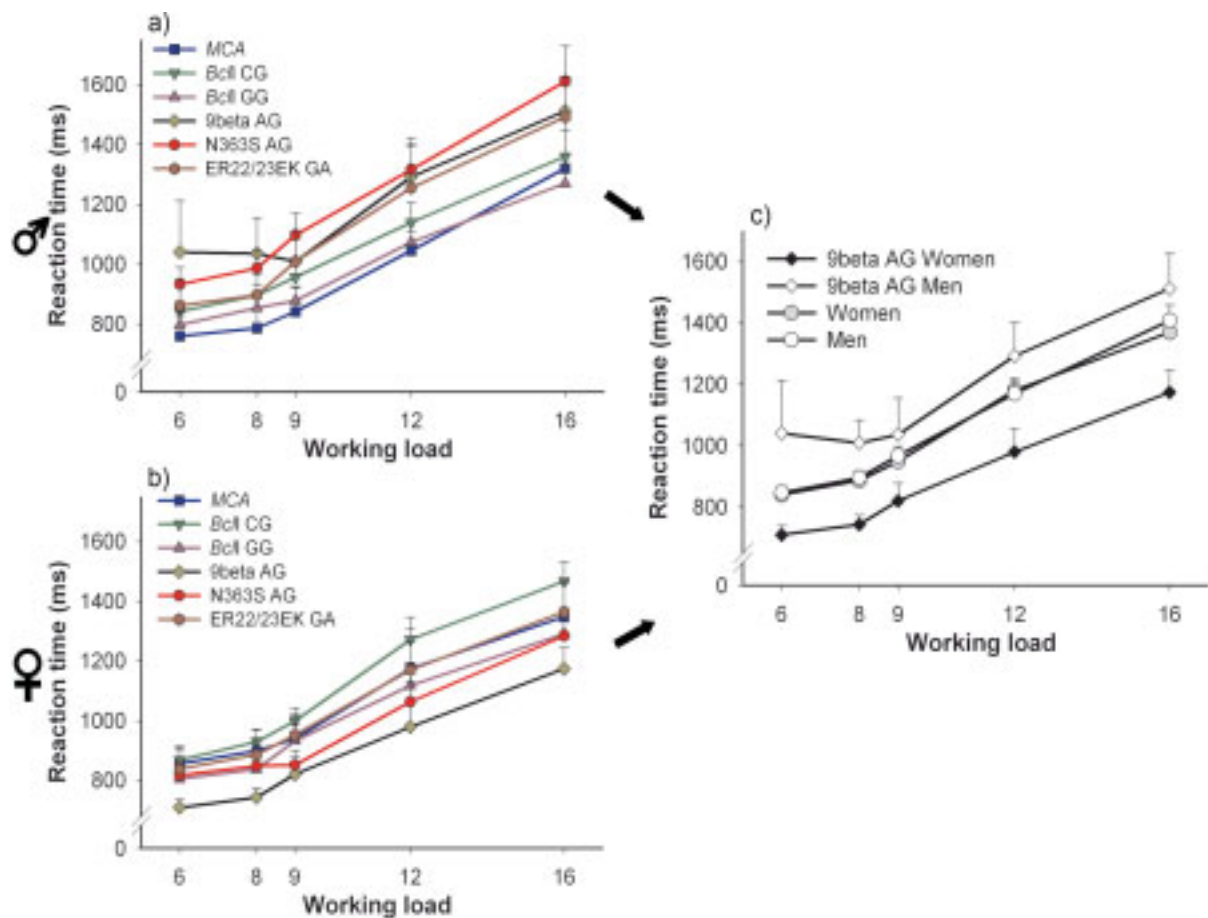 a)
MCA
BclI CG
BclI GG
9beta AG
N363S AG
ER22/23EK GA
Reaction time (ms)
1600
1400
1200
1000
800
0
6 8 9 12 16
Working load
b)
MCA
BclI CG
BclI GG
9beta AG
N363S AG
ER22/23EK GA
Reaction time (ms)
1600
1400
1200
1000
800
0
6 8 9 12 16
Working load
c)
9beta AG Women
9beta AG Men
Women
Men
Reaction time (ms)
1600
1400
1200
1000
800
0
6 8 9 12 16
Working load